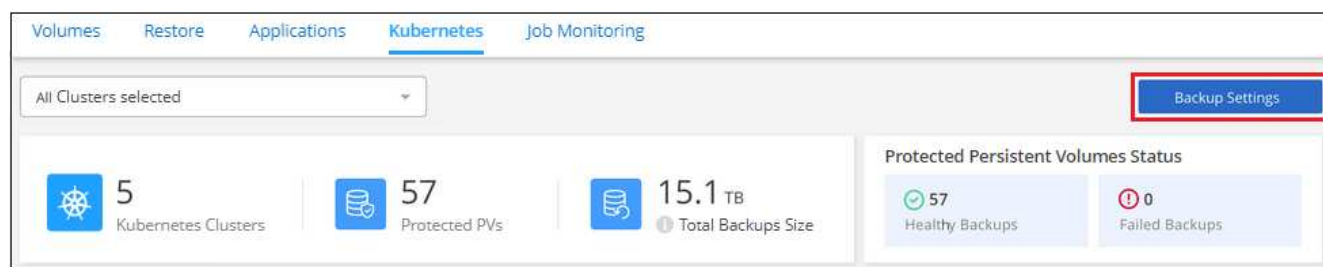 Volumes Restore Applications Kubernetes Job Monitoring
All Clusters selected
Backup Settings
5
Kubernetes Clusters
57
Protected PVs
15.1 TB
Total Backups Size
Protected Persistent Volumes Status
57
Healthy Backups
0
Failed Backups